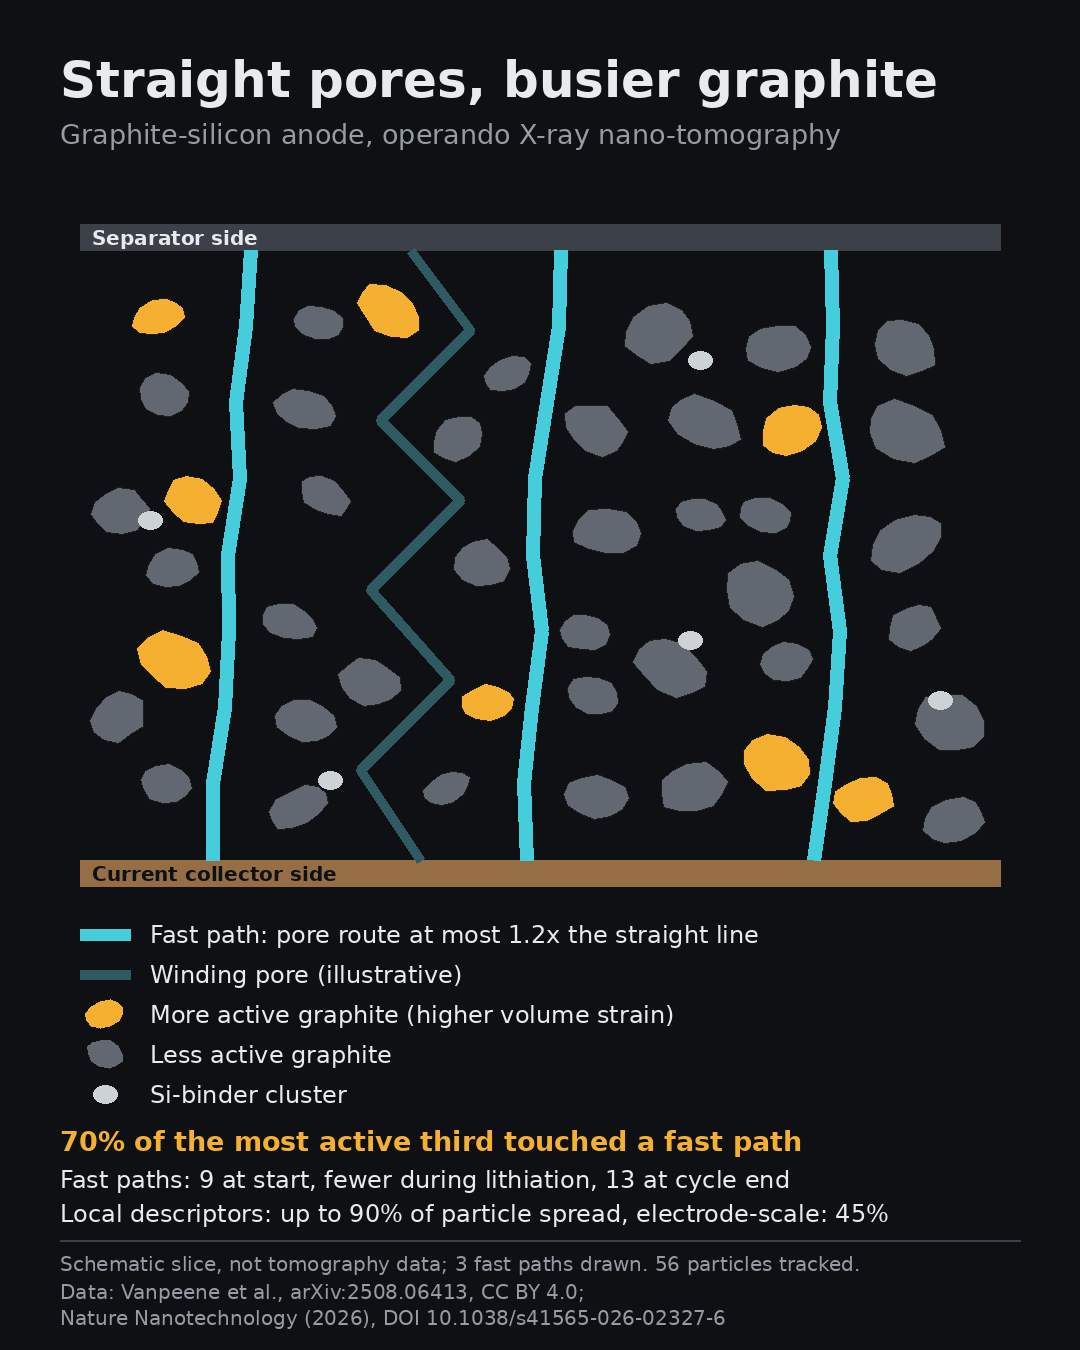 Straight pores, busier graphite
Graphite-silicon anode, operando X-ray nano-tomography
Separator side
Current collector side
Fast path: pore route at most 1.2x the straight line
Winding pore (illustrative)
More active graphite (higher volume strain)
Less active graphite
Si-binder cluster
70% of the most active third touched a fast path
Fast paths: 9 at start, fewer during lithiation, 13 at cycle end
Local descriptors: up to 90% of particle spread, electrode-scale: 45%
Schematic slice, not tomography data; 3 fast paths drawn. 56 particles tracked.
Data: Vanpeene et al., arXiv:2508.06413, CC BY 4.0;
Nature Nanotechnology (2026), DOI 10.1038/s41565-026-02327-6